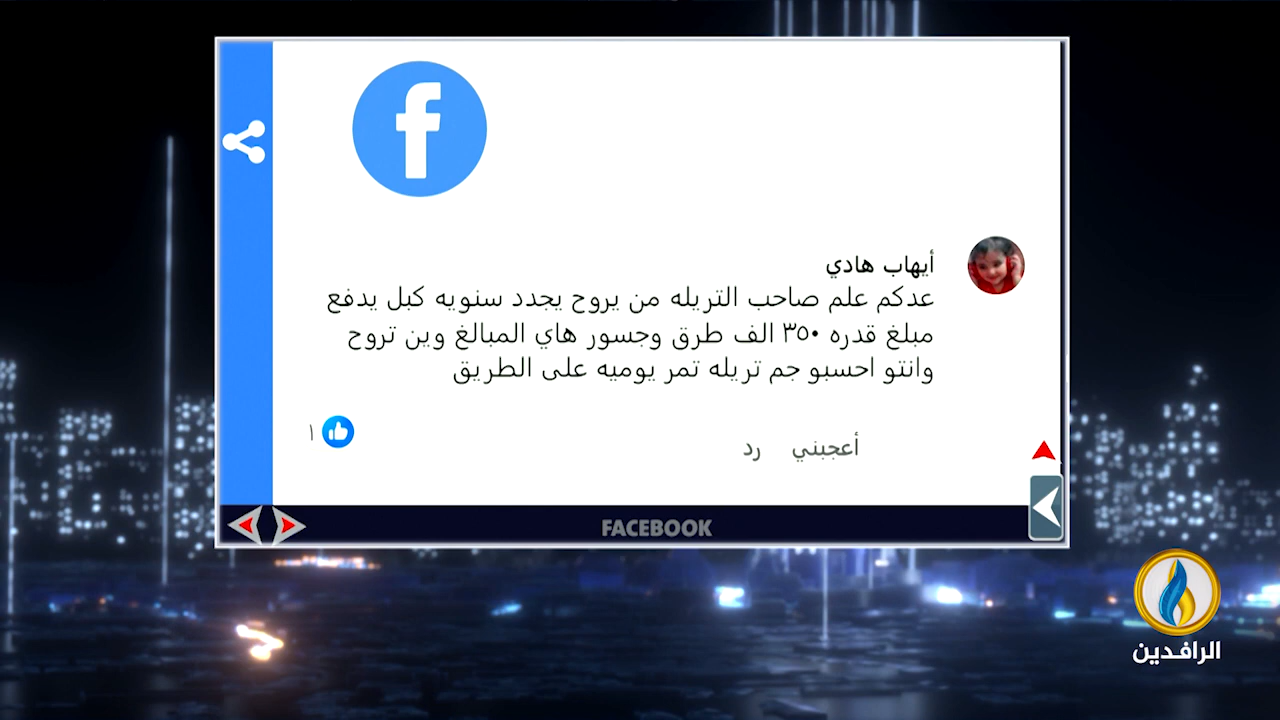 أيهاب هادي
عدكم علم صاحب التريله من يروح يجدد سنويه كبل يدفع
مبلغ قدره ٣٥٠ الف طرق وجسور هاي المبالغ وين تروح
وانتو احسبو جم تريله تمر يوميه على الطريق
أعجبني رد
١
FACEBOOK
الرافدين